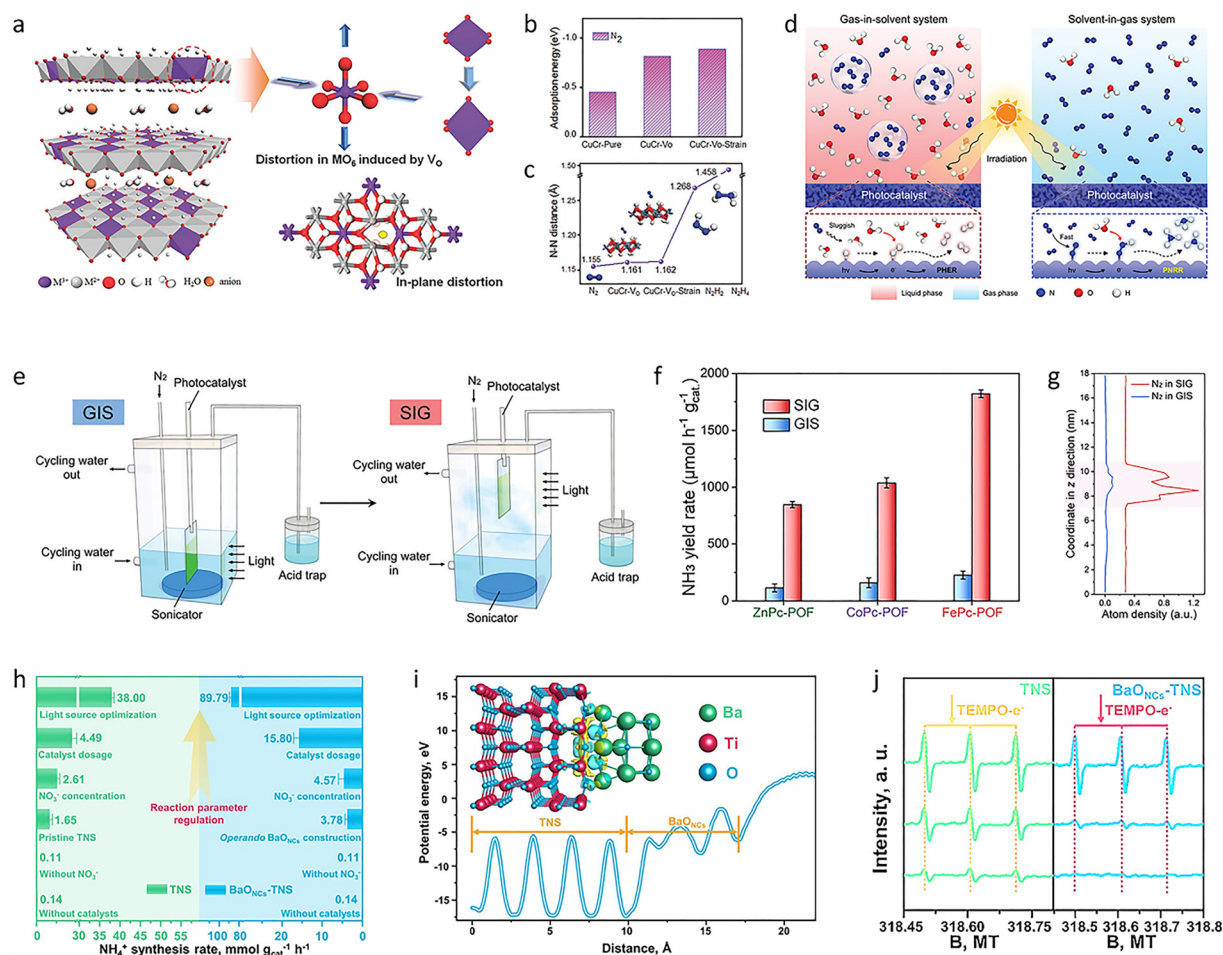 a
Distortion in MO6 induced by VO
In-plane distortion
M³⁺ M²⁺ O H H₂O anion
b
N₂
Adsorptionenergy (eV)
-1.0
-0.5
-0.0
CuCr-Pure CuCr-Vo CuCr-Vo-Strain
c
N-N distance (Å)
1.50
1.25
1.20
1.15
1.155
1.161
1.162
1.268
1.458
N₂ CuCr-VO CuCr-VO-Strain N₂H₂ N₂H₄
d
Gas-in-solvent system
Solvent-in-gas system
Irradiation
Photocatalyst
Photocatalyst
Sluggish
hν e⁻ PHER
Fast
hν e⁻ PNRR
Liquid phase Gas phase N O H
e
GIS
N₂
Photocatalyst
Cycling water
out
Cycling water
in
Light
Sonicator
Acid trap
SIG
N₂
Photocatalyst
Cycling water
out
Light
Cycling water
in
Sonicator
Acid trap
f
NH₃ yield rate (μmol h⁻¹ g⁻¹cat.)
2000
1750
1000
500
250
0
SIG
GIS
ZnPc-POF CoPc-POF FePc-POF
g
N₂ in SIG
N₂ in GIS
Coordinate in z direction (nm)
18
16
14
12
10
8
6
4
2
0
0.0 0.4 0.8 1.2
Atom density (a.u.)
h
38.00
Light source optimization
4.49
Catalyst dosage
2.61
NO₃⁻ concentration
1.65
Pristine TNS
0.11
Without NO₃⁻
0.14
Without catalysts
TNS
Reaction parameter
regulation
89.79
Light source optimization
15.80
Catalyst dosage
4.57
NO₃⁻ concentration
3.78
Operando BaONCs construction
0.11
Without NO₃⁻
0.14
Without catalysts
BaONCs-TNS
0 30 45 50 55 100 80 30 15 0
NH₄⁺ synthesis rate, mmol gcat⁻¹ h⁻¹
i
Potential energy, eV
15
10
5
0
-5
-10
-15
Ba
Ti
O
TNS
BaONCs
0 5 10 15 20
Distance, Å
j
TNS
TEMPO-e⁻
BaONCs-TNS
TEMPO-e⁻
Intensity, a. u.
318.45 318.60 318.75 318.5 318.6 318.7 318.8
B, MT
B, MT